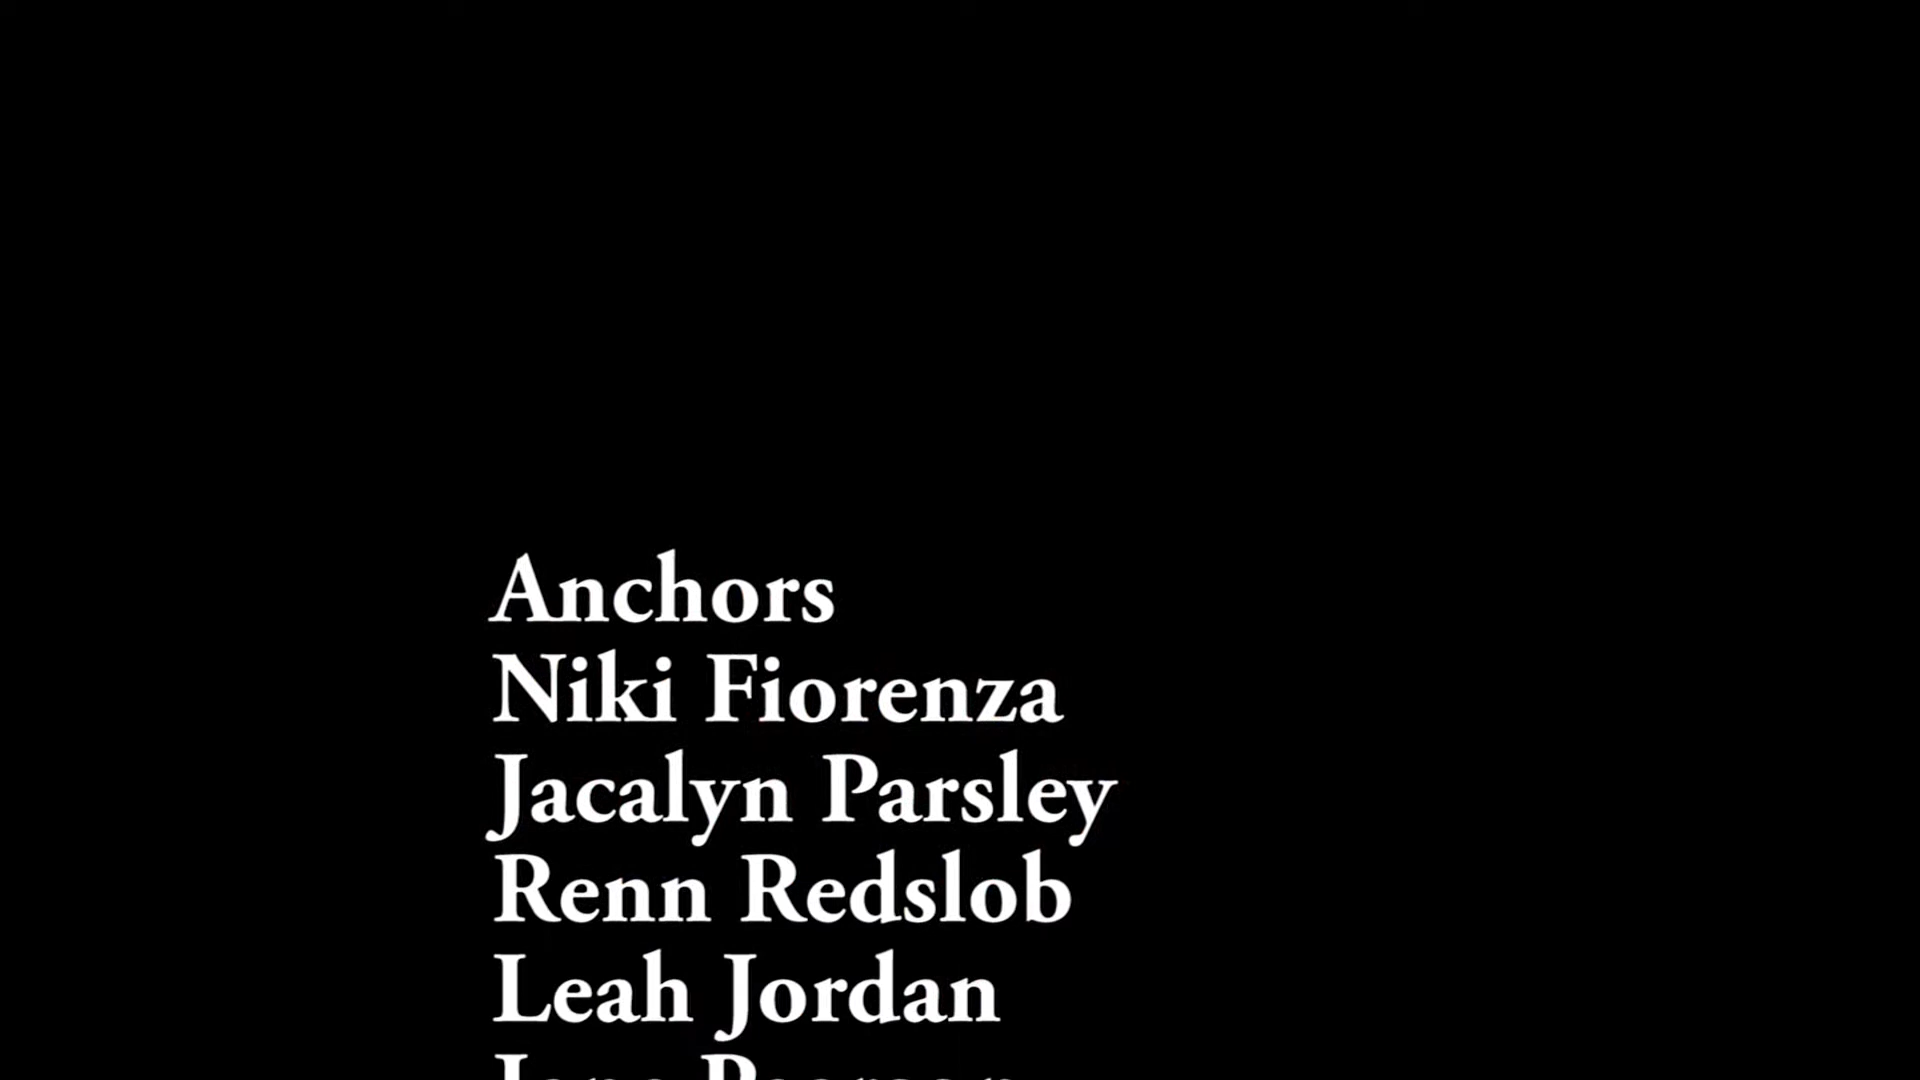 Anchors
Niki Fiorenza
Jacalyn Parsley
Renn Redslob
Leah Jordan